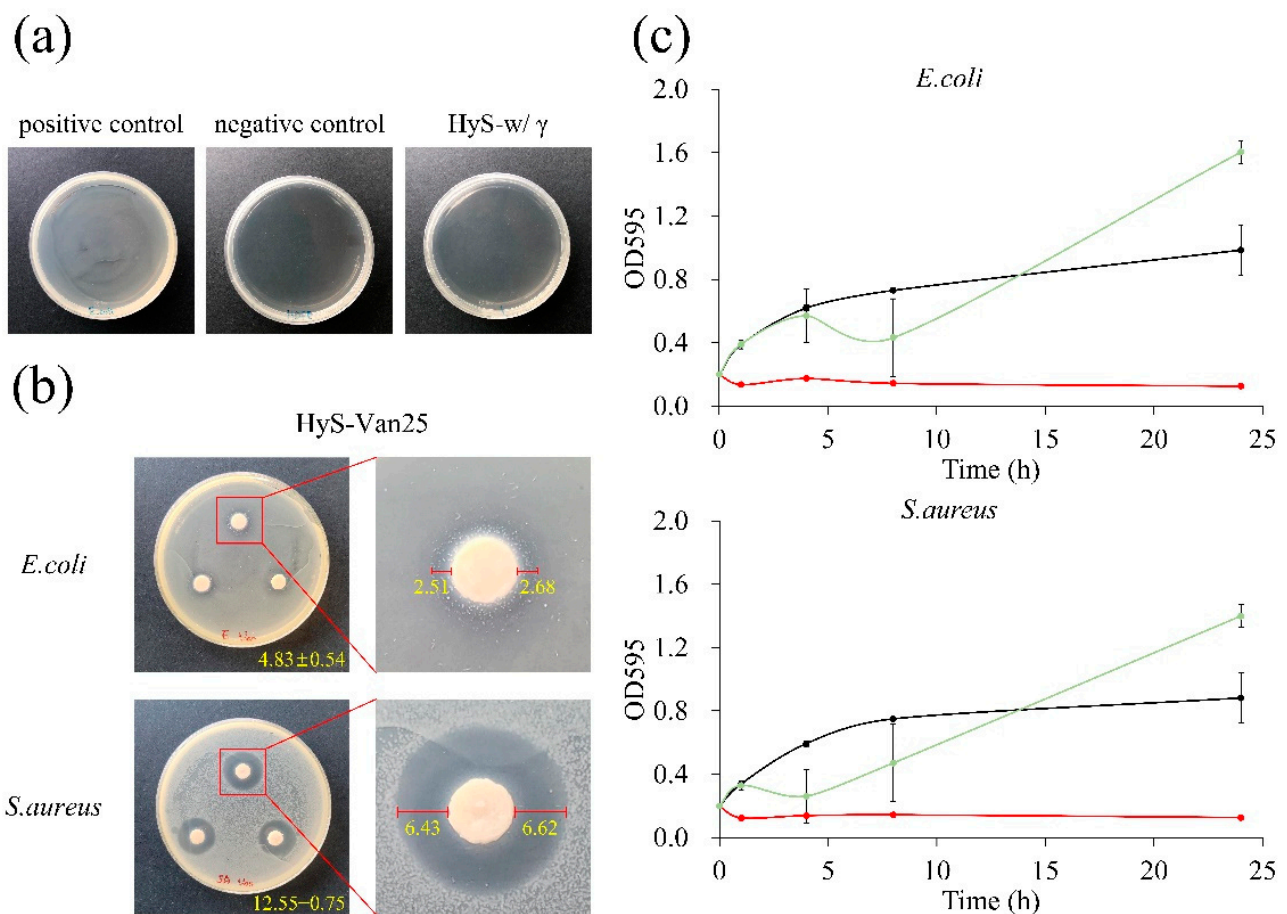 (a)
positive control
negative control
HyS-w/ γ
(b)
HyS-Van25
E.coli
4.83±0.54
2.51
2.68
E Van
S.aureus
12.55−0.75
6.43
6.62
SA Van
(c)
E.coli
2.0
1.6
1.2
0.8
0.4
0.0
OD595
0
5
10
15
20
25
Time (h)
S.aureus
2.0
1.6
1.2
0.8
0.4
0.0
OD595
0
5
10
15
20
25
Time (h)